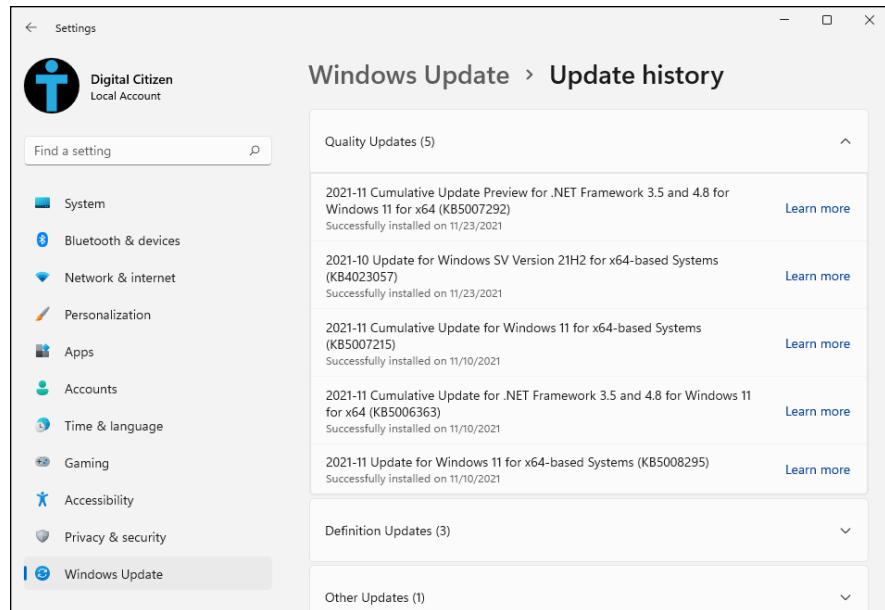 Settings
Digital Citizen
Local Account
Find a setting
System
Bluetooth & devices
Network & internet
Personalization
Apps
Accounts
Time & language
Gaming
Accessibility
Privacy & security
Windows Update
Windows Update > Update history
Quality Updates (5)
2021-11 Cumulative Update Preview for .NET Framework 3.5 and 4.8 for
Windows 11 for x64 (KB5007292)
Successfully installed on 11/23/2021
Learn more
2021-10 Update for Windows SV Version 21H2 for x64-based Systems
(KB4023057)
Successfully installed on 11/23/2021
Learn more
2021-11 Cumulative Update for Windows 11 for x64-based Systems
(KB5007215)
Successfully installed on 11/10/2021
Learn more
2021-11 Cumulative Update for .NET Framework 3.5 and 4.8 for Windows 11
for x64 (KB5006363)
Successfully installed on 11/10/2021
Learn more
2021-11 Update for Windows 11 for x64-based Systems (KB5008295)
Successfully installed on 11/10/2021
Learn more
Definition Updates (3)
Other Updates (1)